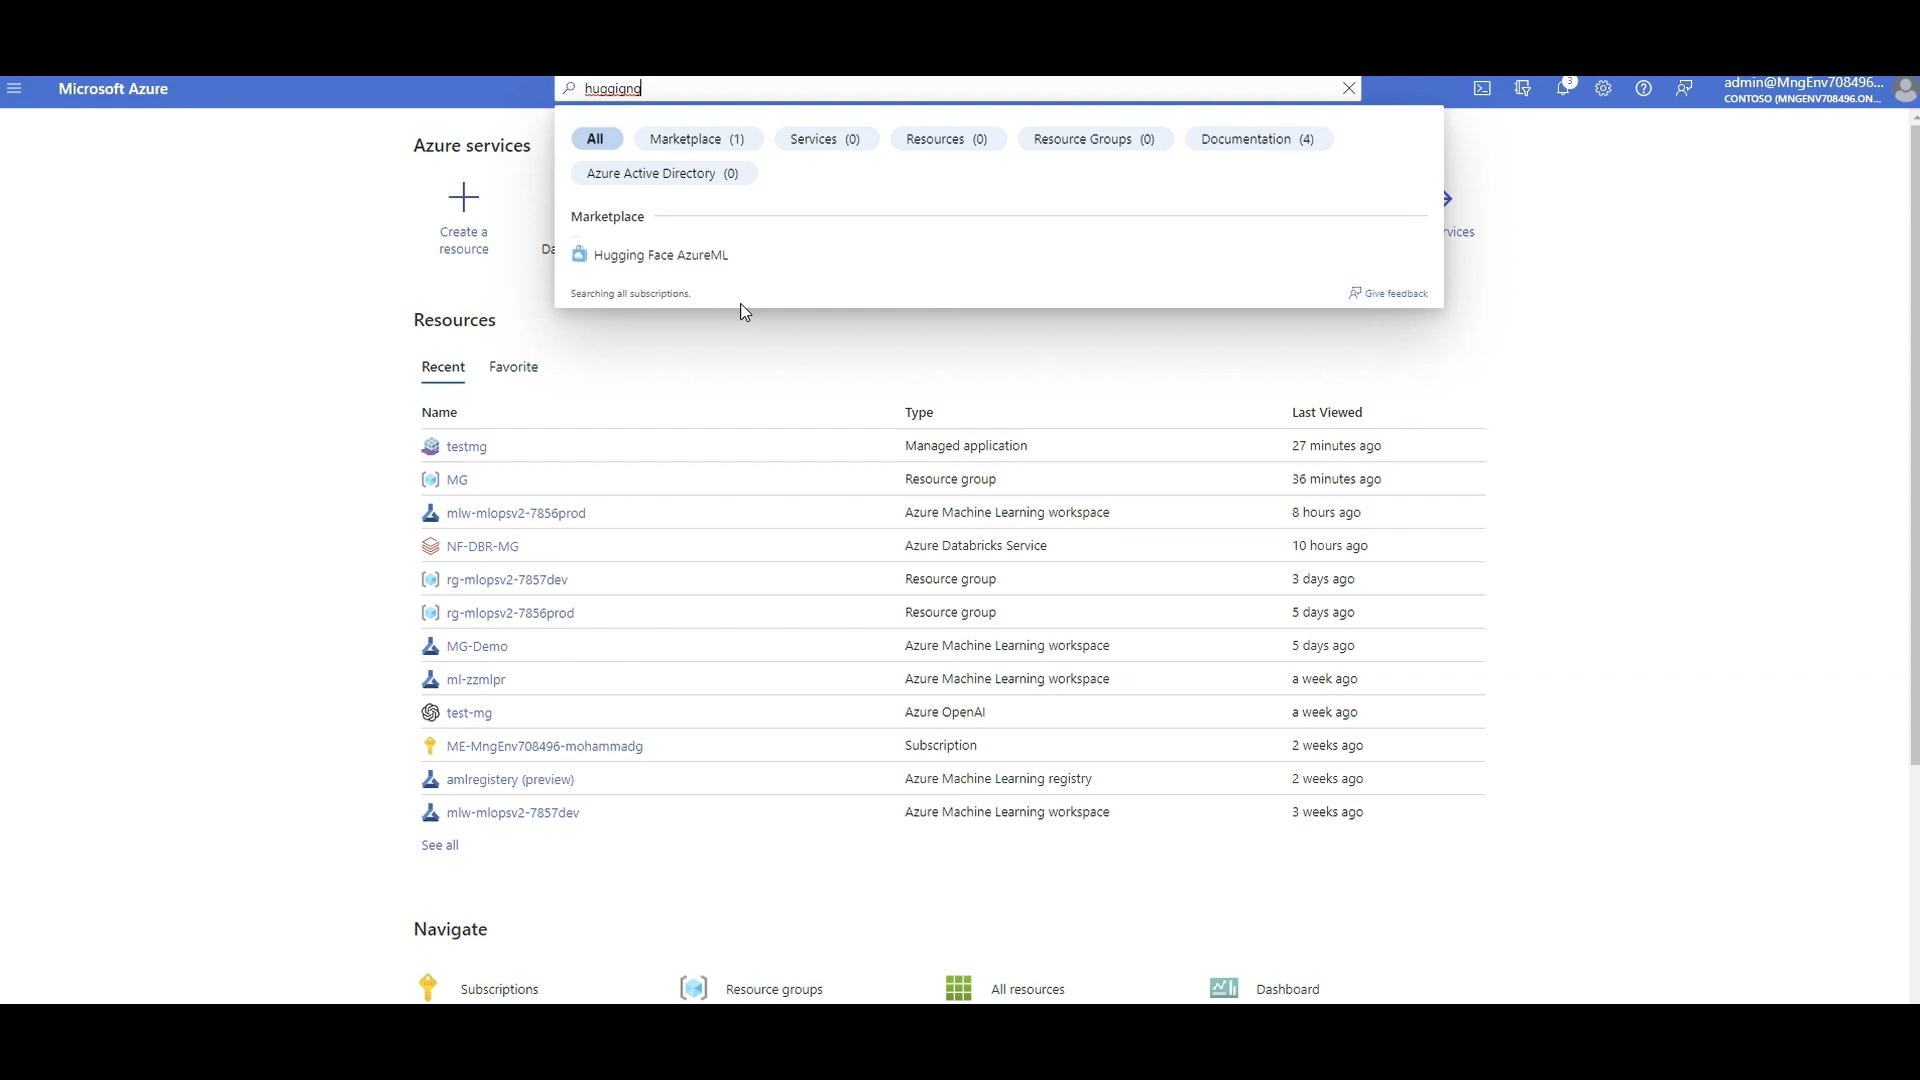 Microsoft Azure
huggigng
3
admin@MngEnv708496...
CONTOSO (MNGENV708496.ON...
All
Marketplace (1)
Services (0)
Resources (0)
Resource Groups (0)
Documentation (4)
Azure Active Directory (0)
Marketplace
Hugging Face AzureML
Searching all subscriptions.
Give feedback
Azure services
Create a
resource
Da
rvices
Resources
Recent
Favorite
Name Type Last Viewed
testmg Managed application 27 minutes ago
MG Resource group 36 minutes ago
mlw-mlopsv2-7856prod Azure Machine Learning workspace 8 hours ago
NF-DBR-MG Azure Databricks Service 10 hours ago
rg-mlopsv2-7857dev Resource group 3 days ago
rg-mlopsv2-7856prod Resource group 5 days ago
MG-Demo Azure Machine Learning workspace 5 days ago
ml-zzmlpr Azure Machine Learning workspace a week ago
test-mg Azure OpenAI a week ago
ME-MngEnv708496-mohammadg Subscription 2 weeks ago
amlregistery (preview) Azure Machine Learning registry 2 weeks ago
mlw-mlopsv2-7857dev Azure Machine Learning workspace 3 weeks ago
See all
Navigate
Subscriptions
Resource groups
All resources
Dashboard